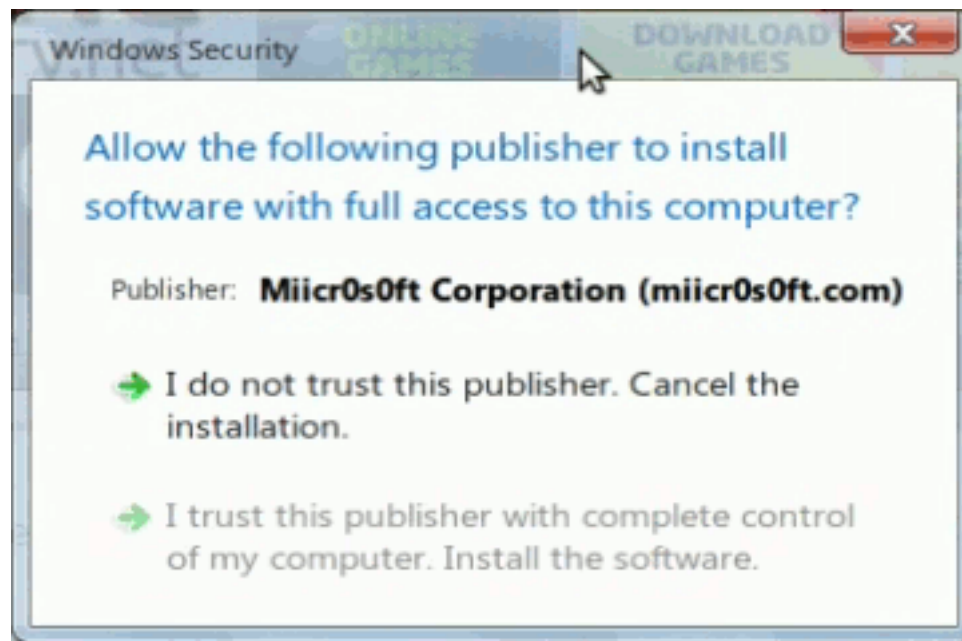 Windows Security
ONLINE GAMES
DOWNLOAD GAMES
Allow the following publisher to install
software with full access to this computer?
Publisher: Miicr0s0ft Corporation (miicr0s0ft.com)
I do not trust this publisher. Cancel the
installation.
I trust this publisher with complete control
of my computer. Install the software.